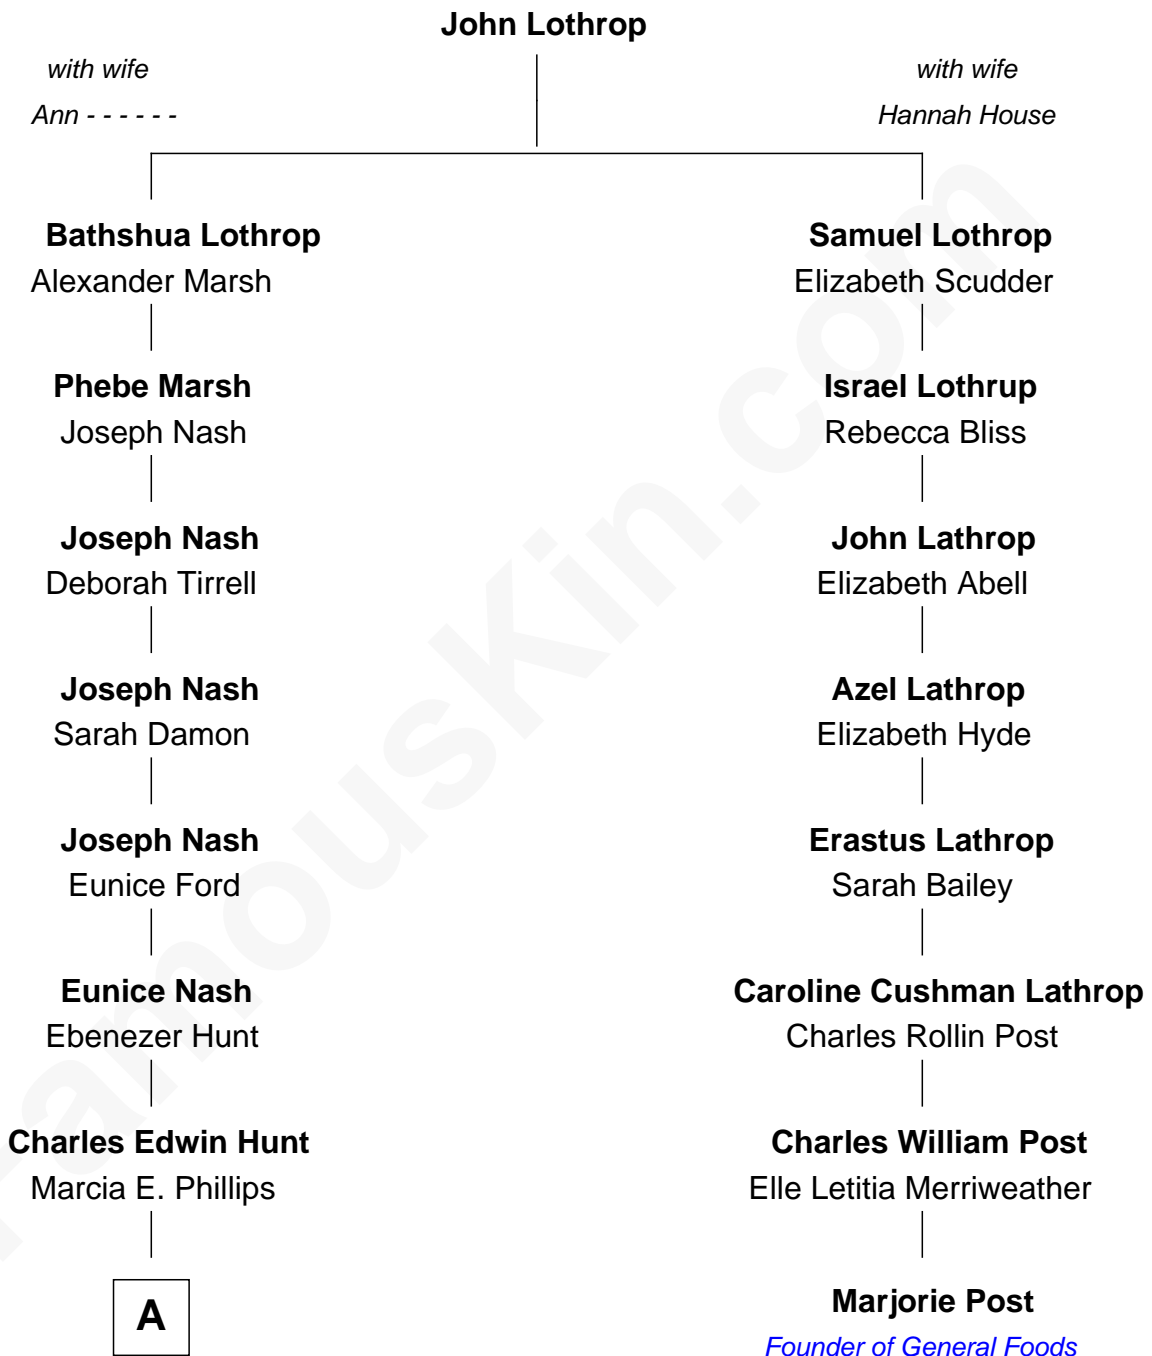 John Lothrop
with wife
Ann - - - - - -
with wife
Hannah House
Bathshua Lothrop
Alexander Marsh
Samuel Lothrop
Elizabeth Scudder
Phebe Marsh
Joseph Nash
Israel Lothrup
Rebecca Bliss
Joseph Nash
Deborah Tirrell
John Lathrop
Elizabeth Abell
Joseph Nash
Sarah Damon
Azel Lathrop
Elizabeth Hyde
Joseph Nash
Eunice Ford
Erastus Lathrop
Sarah Bailey
Eunice Nash
Ebenezer Hunt
Caroline Cushman Lathrop
Charles Rollin Post
Charles Edwin Hunt
Marcia E. Phillips
Charles William Post
Elle Letitia Merriweather
A
Marjorie Post
Founder of General Foods
FamousKin.com